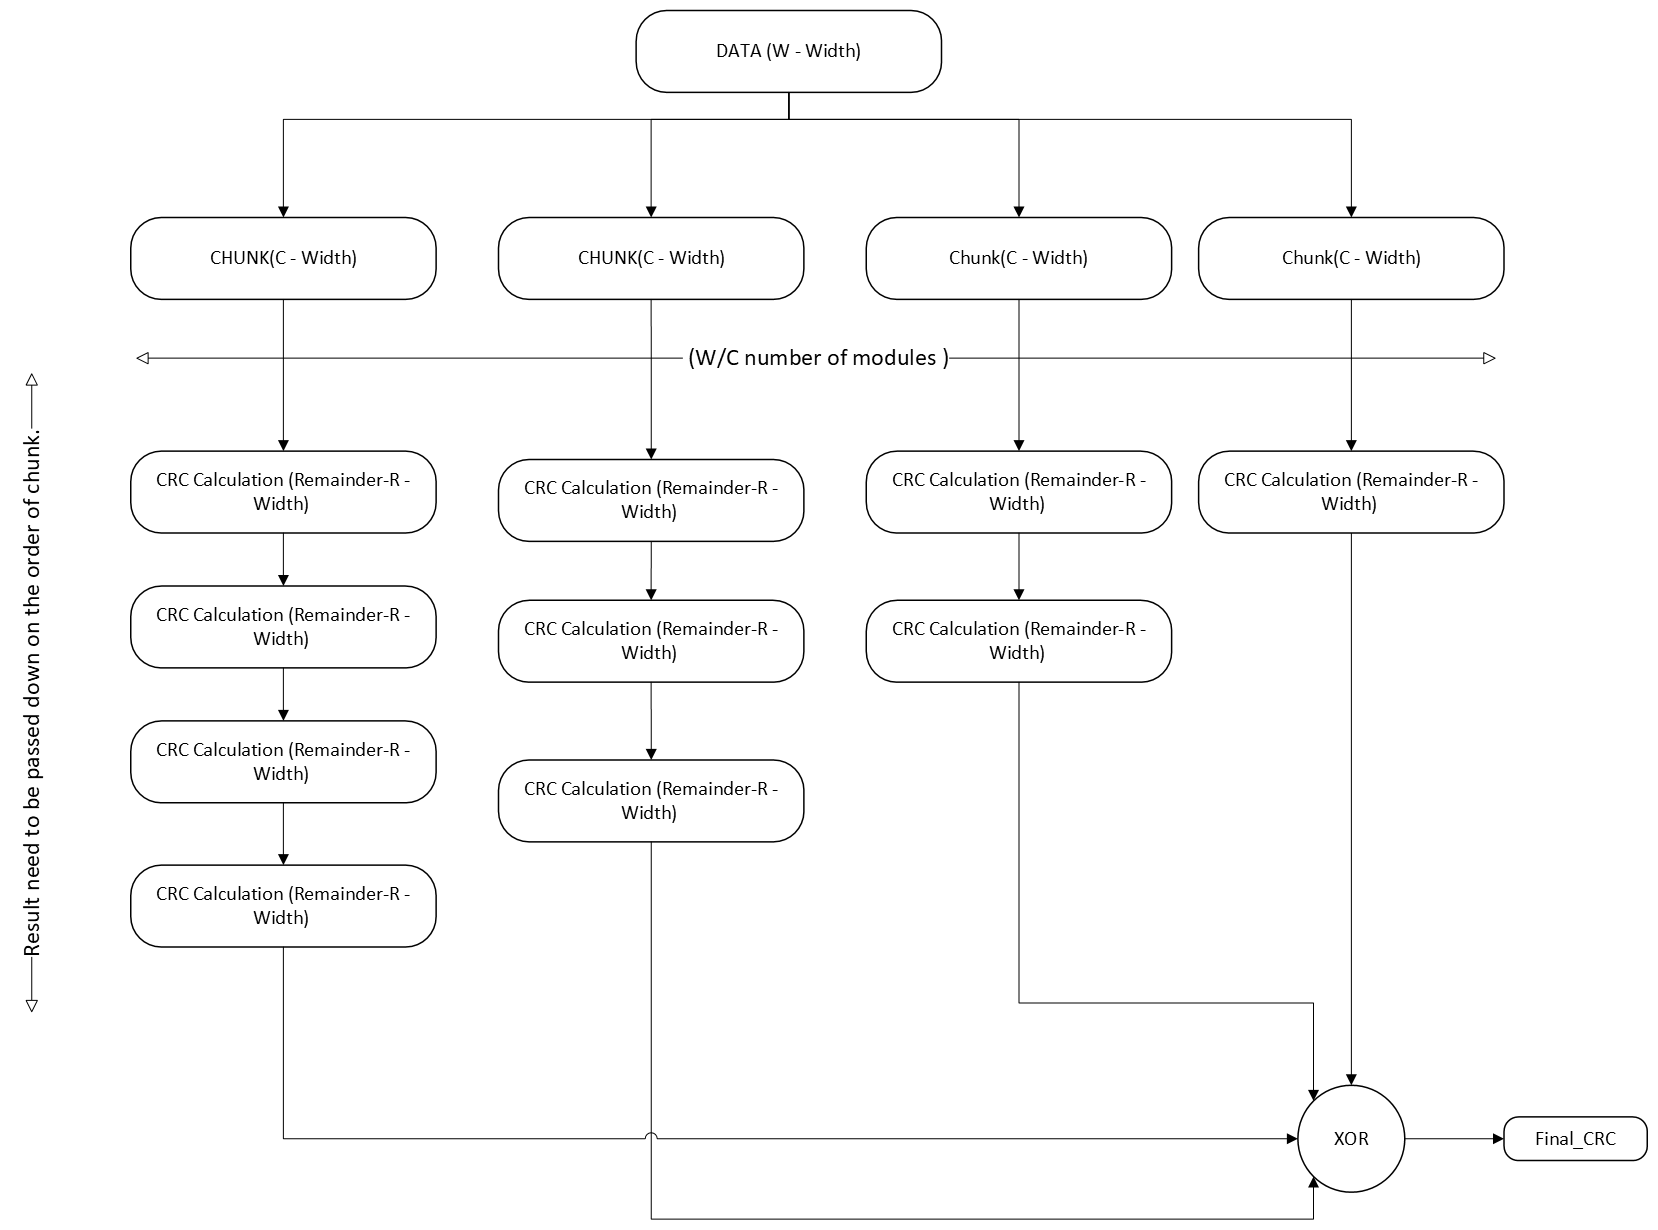 DATA (W - Width)
CHUNK(C - Width)
CHUNK(C - Width)
Chunk(C - Width)
Chunk(C - Width)
(W/C number of modules )
Result need to be passed down on the order of chunk.
CRC Calculation (Remainder-R -
Width)
CRC Calculation (Remainder-R -
Width)
CRC Calculation (Remainder-R -
Width)
CRC Calculation (Remainder-R -
Width)
CRC Calculation (Remainder-R -
Width)
CRC Calculation (Remainder-R -
Width)
CRC Calculation (Remainder-R -
Width)
CRC Calculation (Remainder-R -
Width)
CRC Calculation (Remainder-R -
Width)
CRC Calculation (Remainder-R -
Width)
XOR
Final_CRC